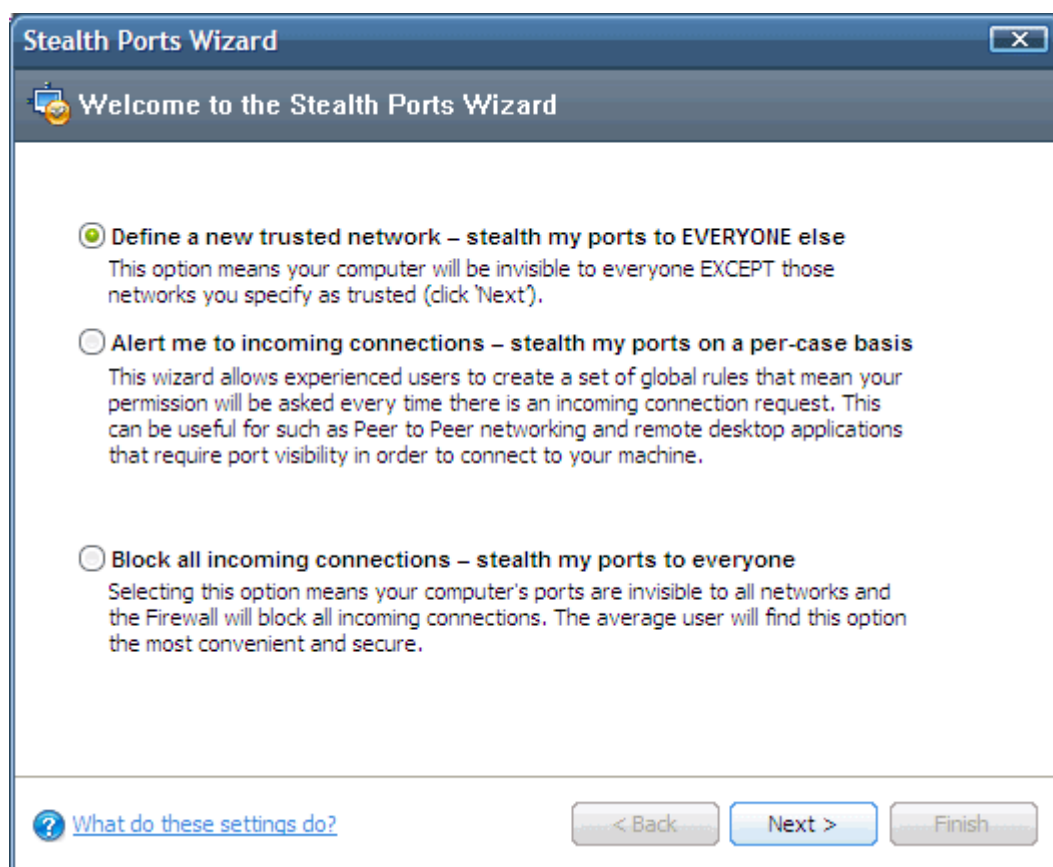 Stealth Ports Wizard
Welcome to the Stealth Ports Wizard
Define a new trusted network – stealth my ports to EVERYONE else
This option means your computer will be invisible to everyone EXCEPT those
networks you specify as trusted (click 'Next').
Alert me to incoming connections – stealth my ports on a per-case basis
This wizard allows experienced users to create a set of global rules that mean your
permission will be asked every time there is an incoming connection request. This
can be useful for such as Peer to Peer networking and remote desktop applications
that require port visibility in order to connect to your machine.
Block all incoming connections – stealth my ports to everyone
Selecting this option means your computer's ports are invisible to all networks and
the Firewall will block all incoming connections. The average user will find this option
the most convenient and secure.
What do these settings do?
< Back
Next >
Finish